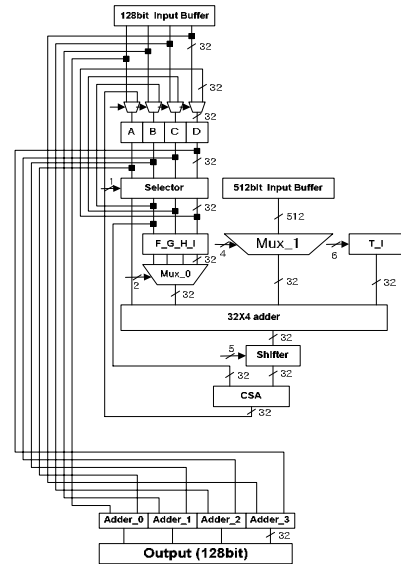 128bit Input Buffer
32
32
32
A B C D
32
1
Selector
512bit Input Buffer
32
512
F_G_H_I
4
Mux_1
6
T_I
32
2
Mux_0
32
32
32
32X4 adder
32
5
Shifter
32
32
CSA
32
Adder_0 Adder_1 Adder_2 Adder_3
32
Output (128bit)